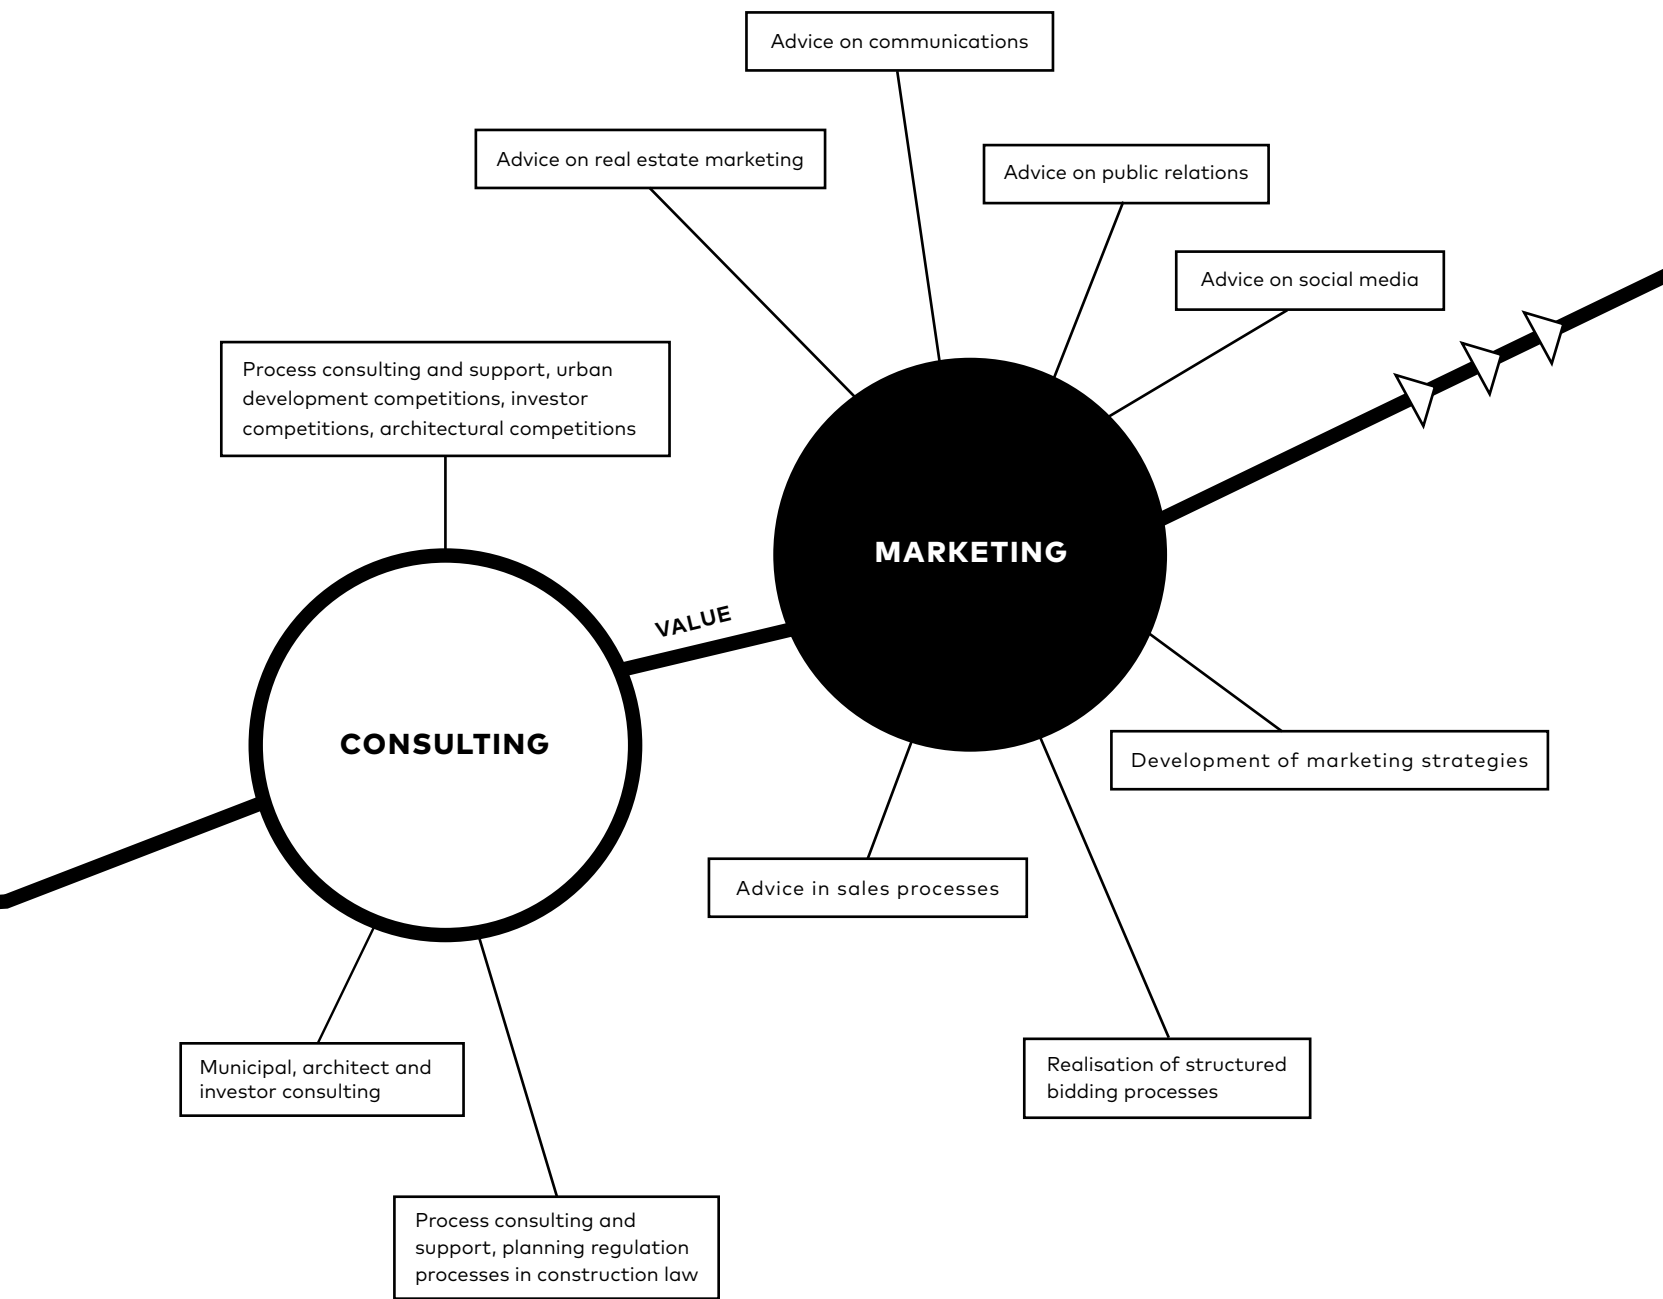 Advice on communications
Advice on real estate marketing
Advice on public relations
Advice on social media
Process consulting and support, urban
development competitions, investor
competitions, architectural competitions
MARKETING
VALUE
CONSULTING
Development of marketing strategies
Advice in sales processes
Municipal, architect and
investor consulting
Realisation of structured
bidding processes
Process consulting and
support, planning regulation
processes in construction law